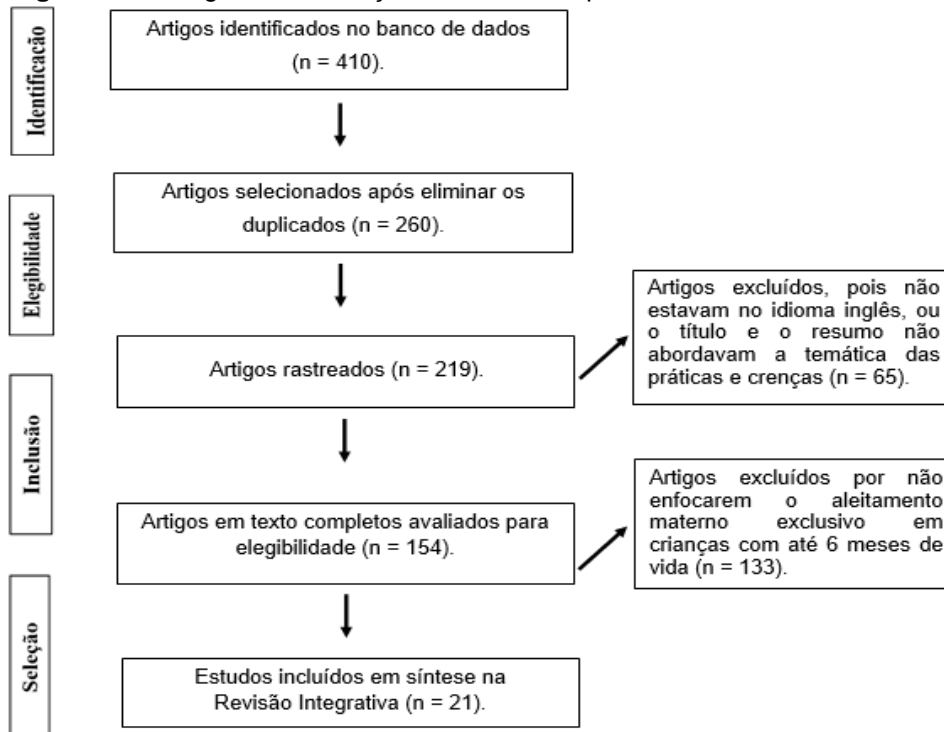 Identificação
Artigos identificados no banco de dados
(n = 410).
Elegibilidade
Artigos selecionados após eliminar os
duplicados (n = 260).
Artigos rastreados (n = 219).
Artigos excluídos, pois não
estavam no idioma inglês, ou
o título e o resumo não
abordavam a temática das
práticas e crenças (n = 65).
Inclusão
Artigos em texto completos avaliados para
elegibilidade (n = 154).
Artigos excluídos por não
enfocarem o aleitamento
materno exclusivo em
crianças com até 6 meses de
vida (n = 133).
Seleção
Estudos incluídos em síntese na
Revisão Integrativa (n = 21).